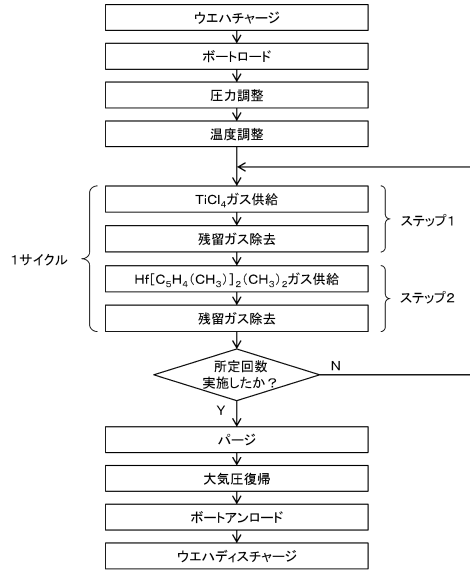 ウエハチャージ
ボートロード
圧力調整
温度調整
TiCl₄ガス供給
残留ガス除去
ステップ1
1サイクル
Hf[C₅H₄(CH₃)]₂(CH₃)₂ガス供給
残留ガス除去
ステップ2
所定回数
実施したか？
N
Y
パージ
大気圧復帰
ボートアンロード
ウエハディスチャージ